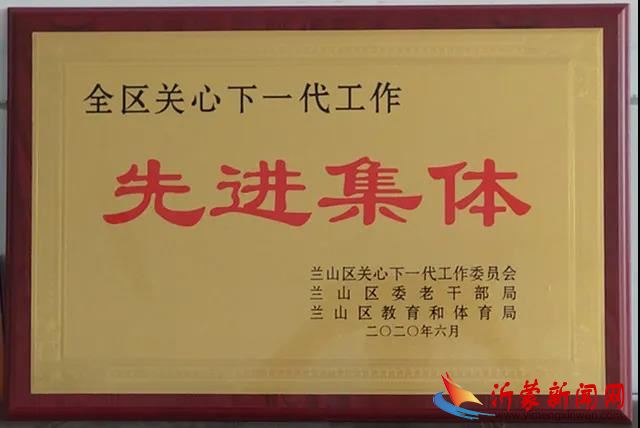 全区关心下一代工作
先进集体
兰山区关心下一代工作委员会
兰山区委老干部局
兰山区教育和体育局
二〇二〇年六月
沂蒙新闻网